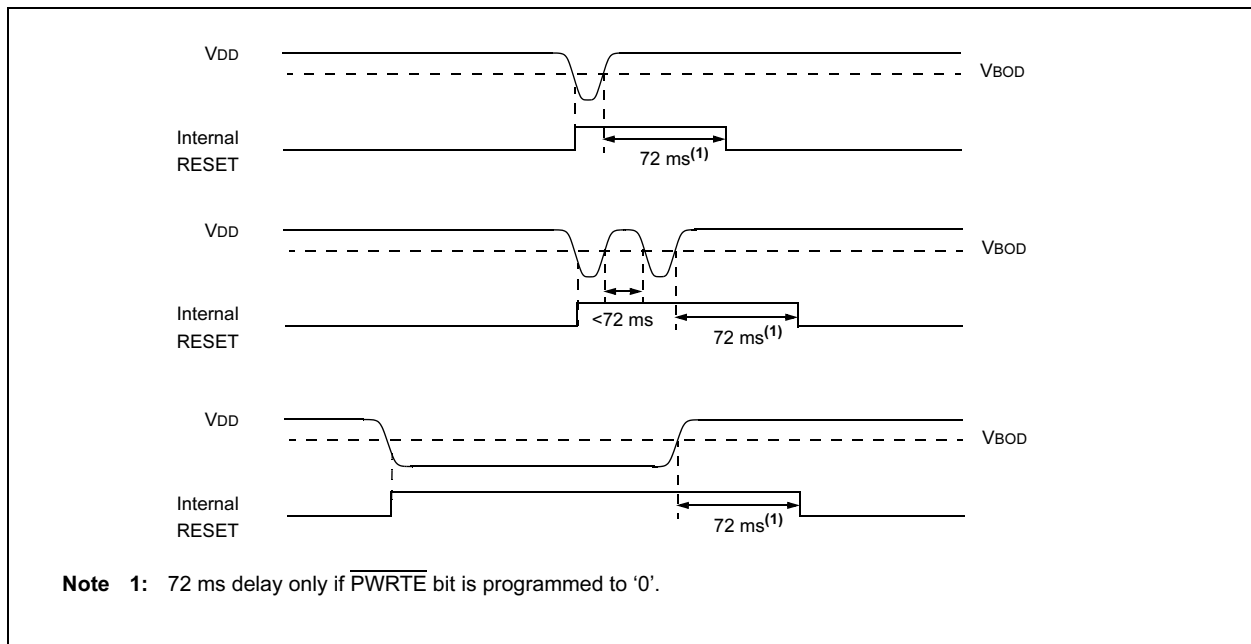 VDD
VBOD
Internal
RESET
72 ms(1)
VDD
VBOD
Internal
RESET
<72 ms
72 ms(1)
VDD
VBOD
Internal
RESET
72 ms(1)
Note 1: 72 ms delay only if PWRTE bit is programmed to ‘0’.